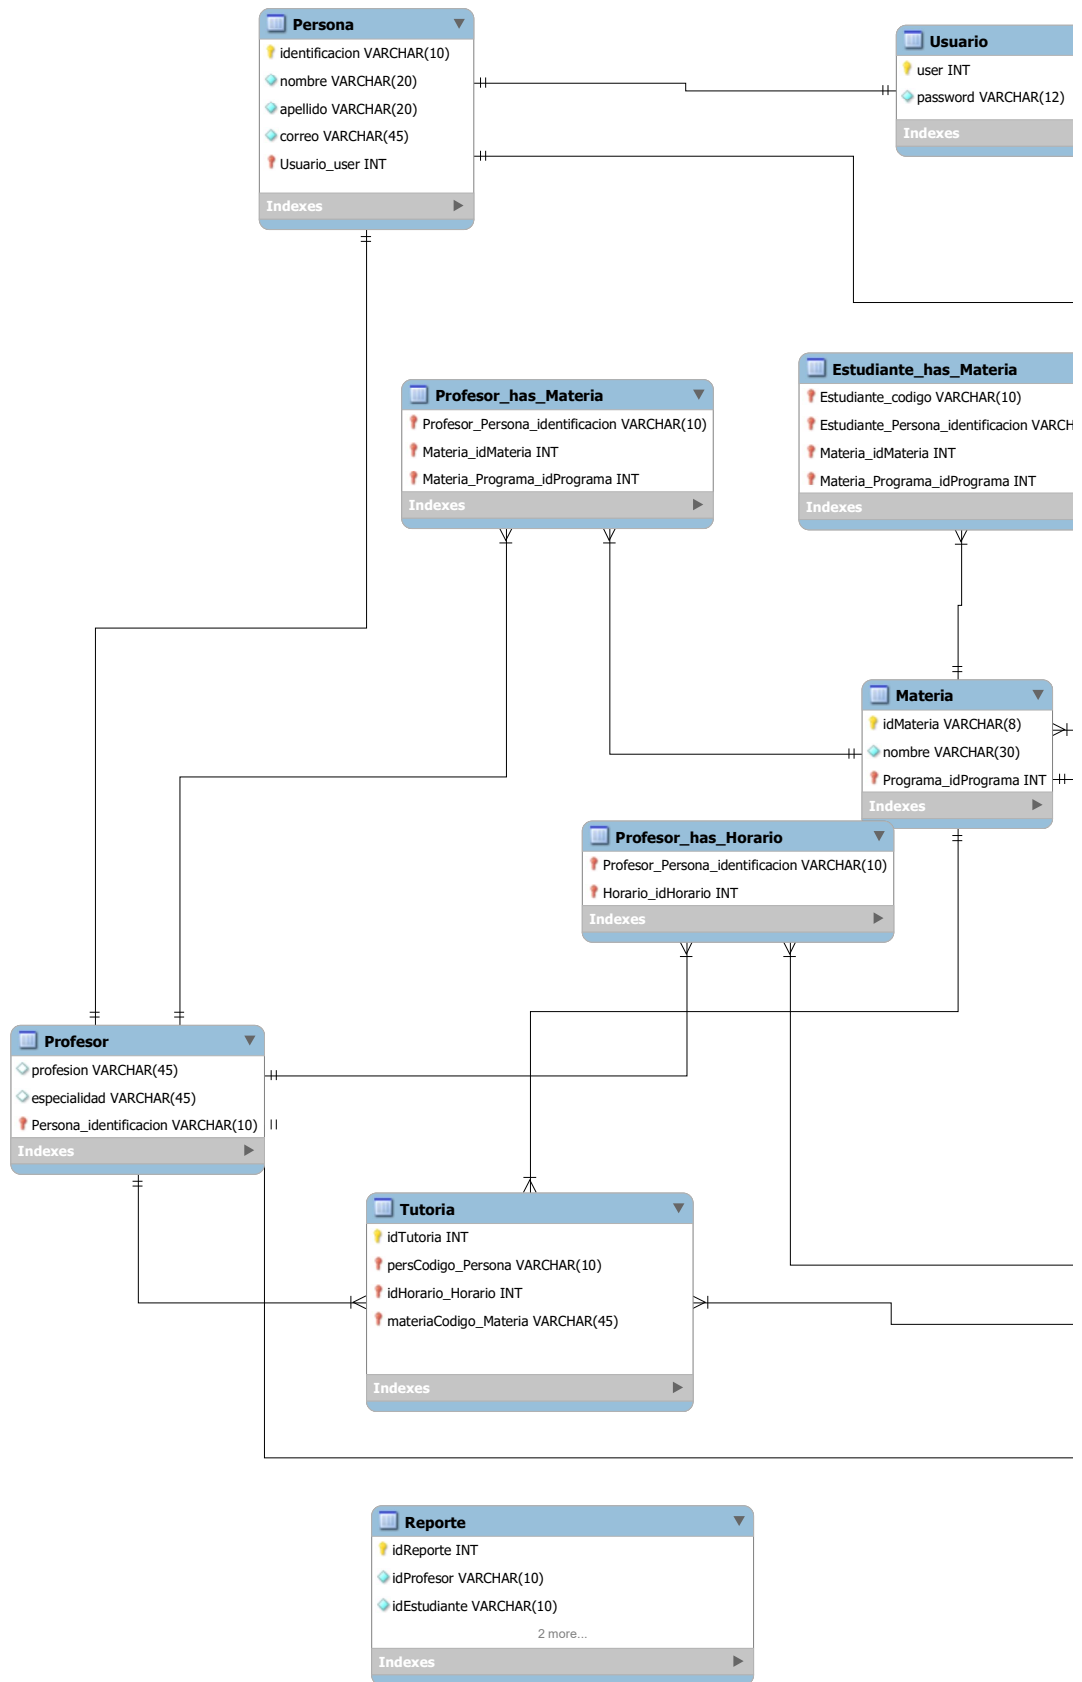 Persona
identificacion VARCHAR(10)
nombre VARCHAR(20)
apellido VARCHAR(20)
correo VARCHAR(45)
Usuario_user INT
Indexes
Usuario
user INT
password VARCHAR(12)
Indexes
Profesor_has_Materia
Profesor_Persona_identificacion VARCHAR(10)
Materia_idMateria INT
Materia_Programa_idPrograma INT
Indexes
Estudiante_has_Materia
Estudiante_codigo VARCHAR(10)
Estudiante_Persona_identificacion VARCH
Materia_idMateria INT
Materia_Programa_idPrograma INT
Indexes
Materia
idMateria VARCHAR(8)
nombre VARCHAR(30)
Programa_idPrograma INT
Indexes
Profesor_has_Horario
Profesor_Persona_identificacion VARCHAR(10)
Horario_idHorario INT
Indexes
Profesor
profesion VARCHAR(45)
especialidad VARCHAR(45)
Persona_identificacion VARCHAR(10)
Indexes
Tutoria
idTutoria INT
persCodigo_Persona VARCHAR(10)
idHorario_Horario INT
materiaCodigo_Materia VARCHAR(45)
Indexes
Reporte
idReporte INT
idProfesor VARCHAR(10)
idEstudiante VARCHAR(10)
2 more...
Indexes